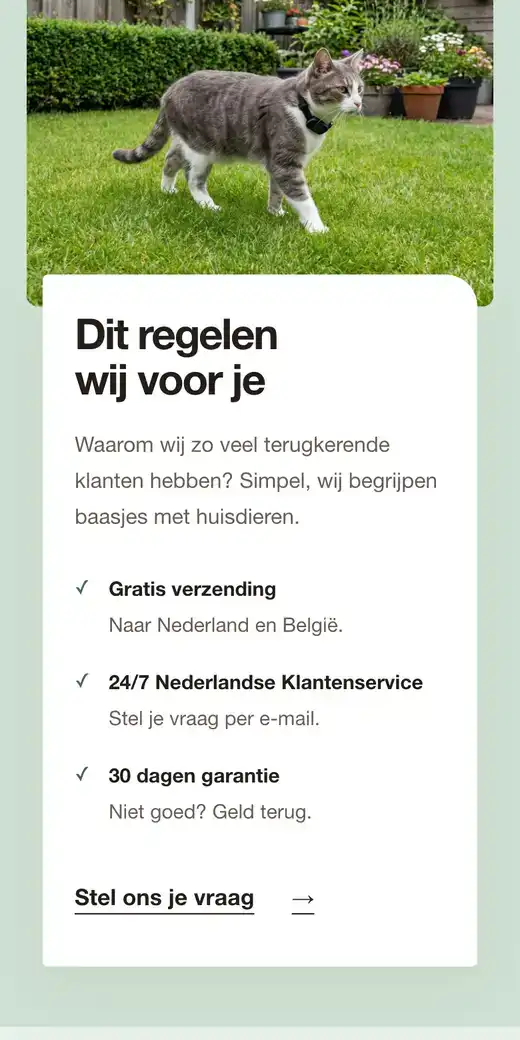 Dit regelen
wij voor je
Waarom wij zo veel terugkerende
klanten hebben? Simpel, wij begrijpen
baasjes met huisdieren.
✓ Gratis verzending
Naar Nederland en België.
✓ 24/7 Nederlandse Klantenservice
Stel je vraag per e-mail.
✓ 30 dagen garantie
Niet goed? Geld terug.
Stel ons je vraag →